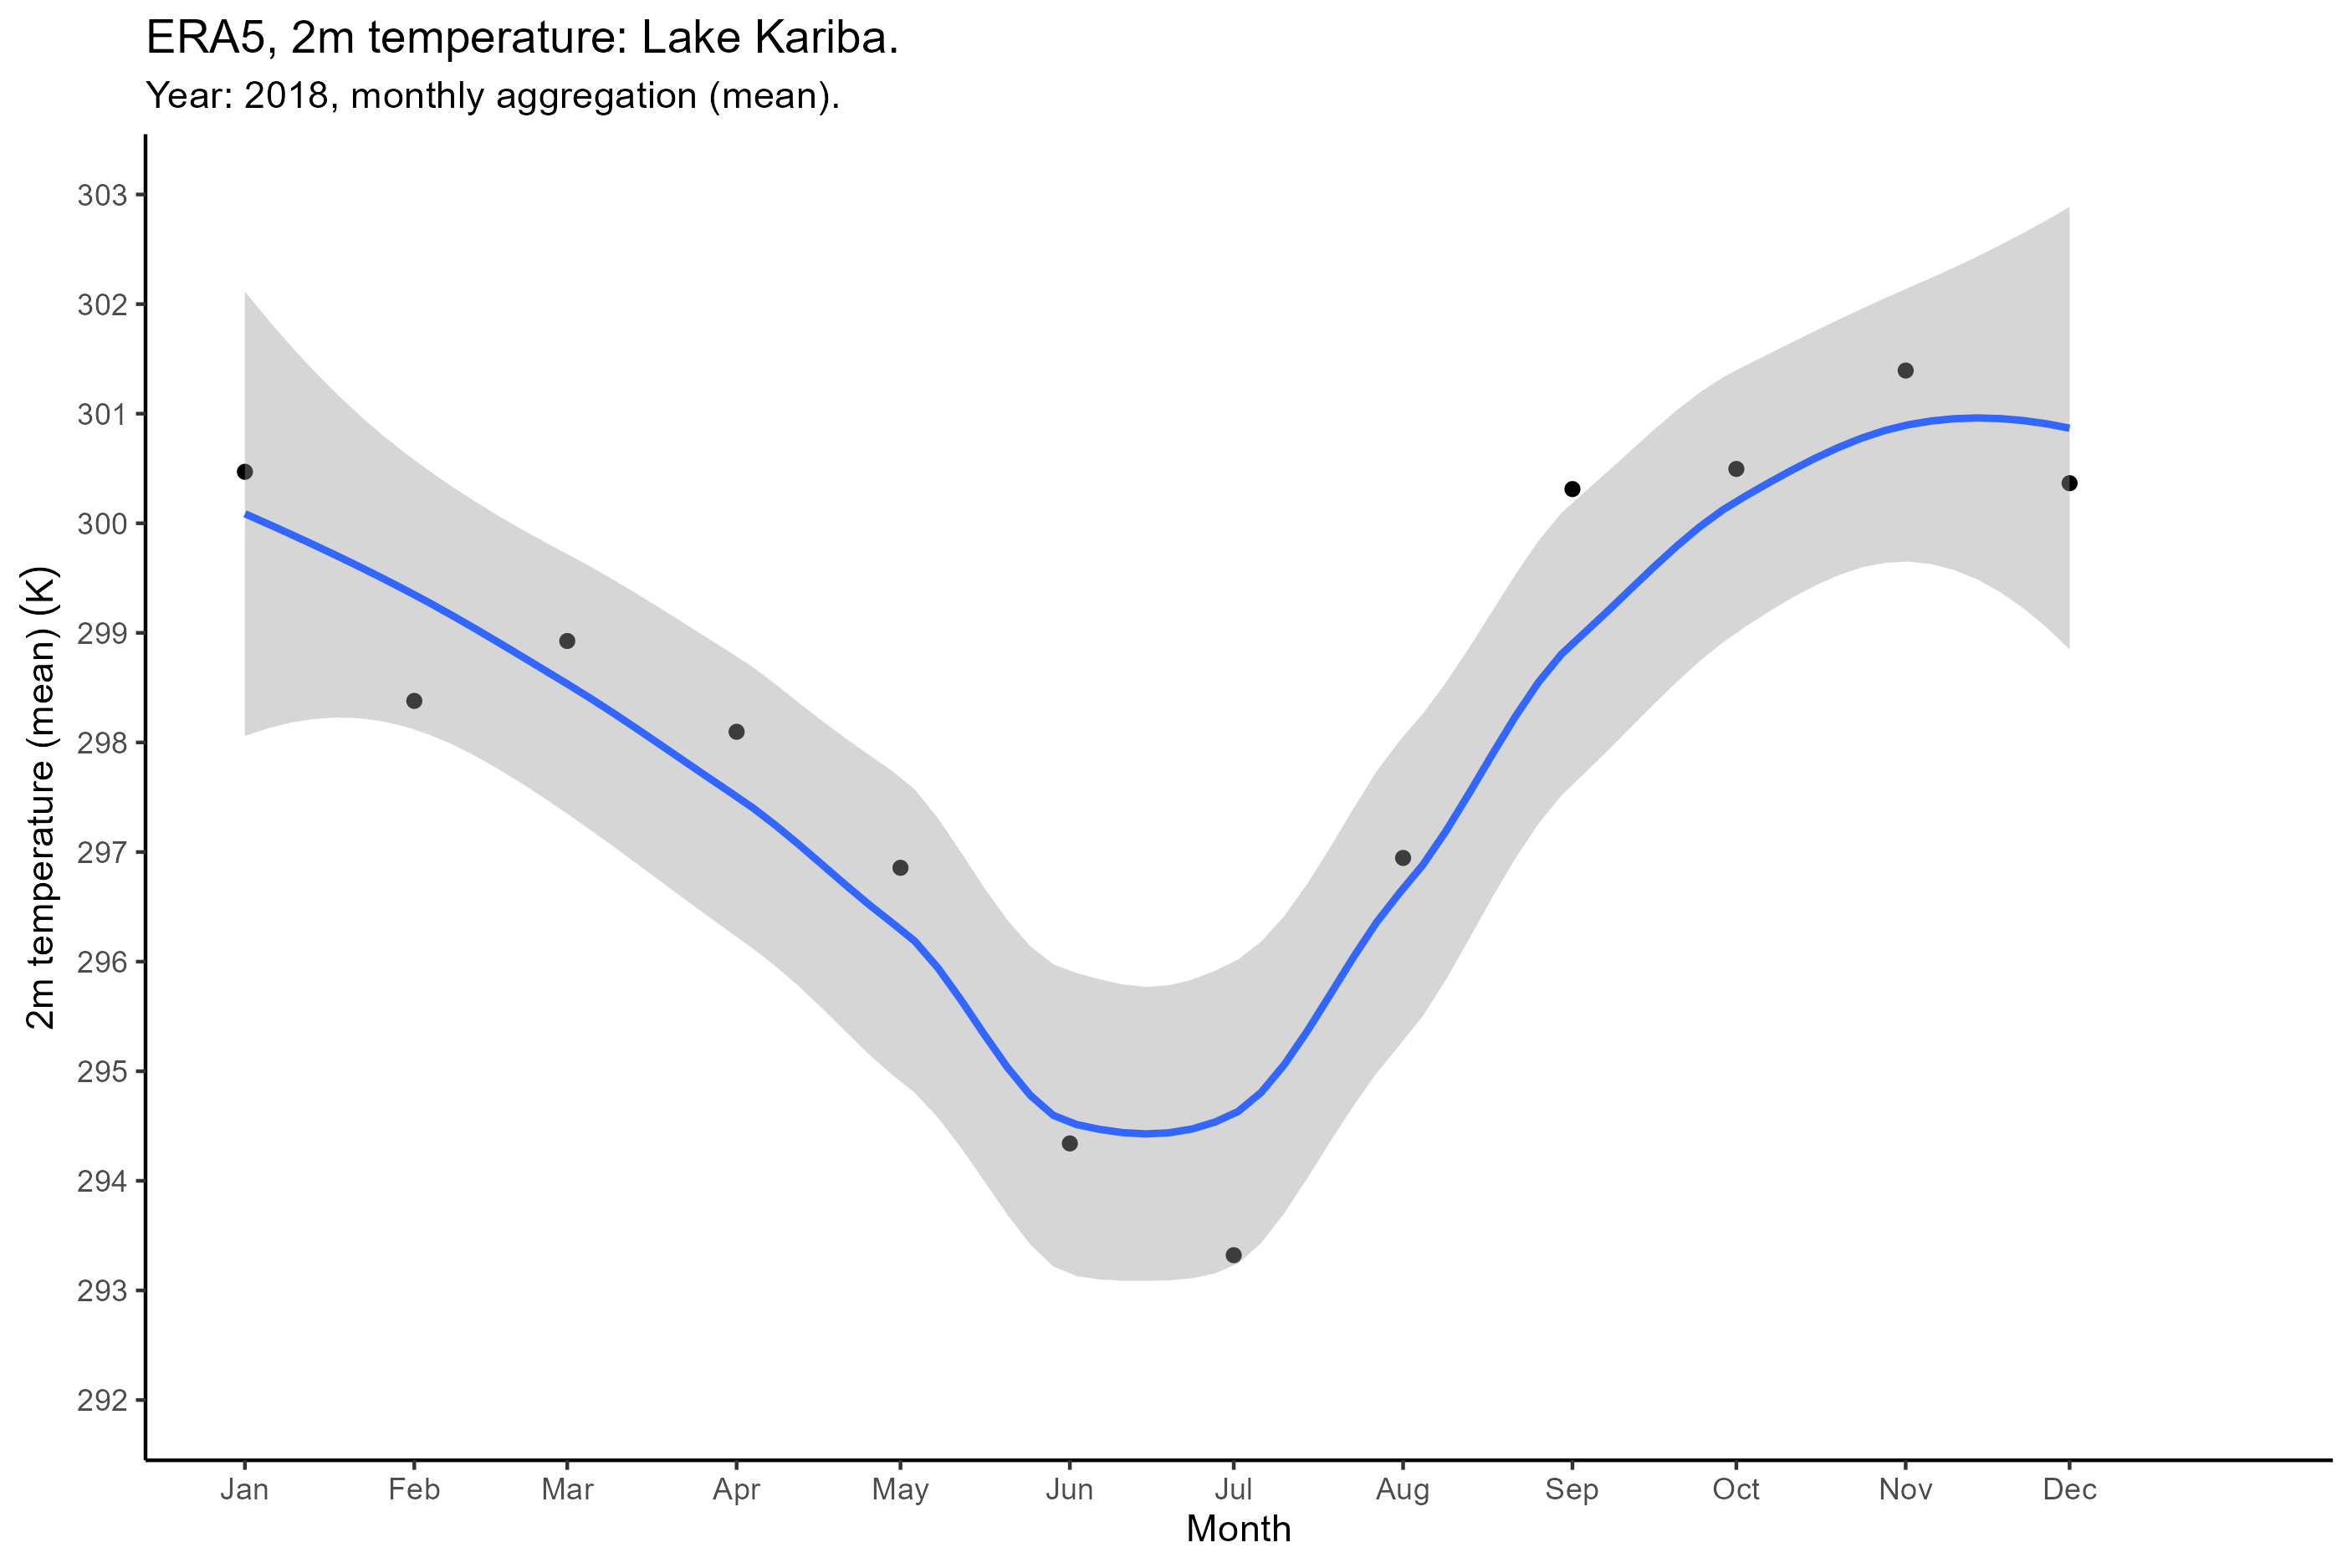 ERA5, 2m temperature: Lake Kariba.
Year: 2018, monthly aggregation (mean).
2m temperature (mean) (K)
303
302
301
300
299
298
297
296
295
294
293
292
Jan Feb Mar Apr May Jun Jul Aug Sep Oct Nov Dec
Month